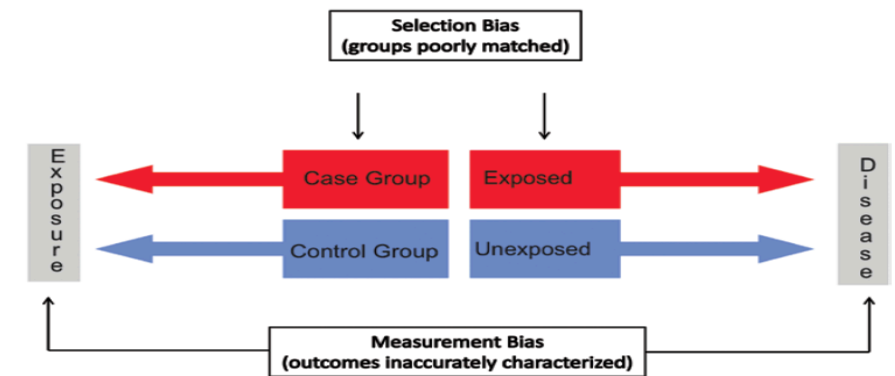 Selection Bias
(groups poorly matched)
Exposure
Case Group
Exposed
Disease
Control Group
Unexposed
Measurement Bias
(outcomes inaccurately characterized)